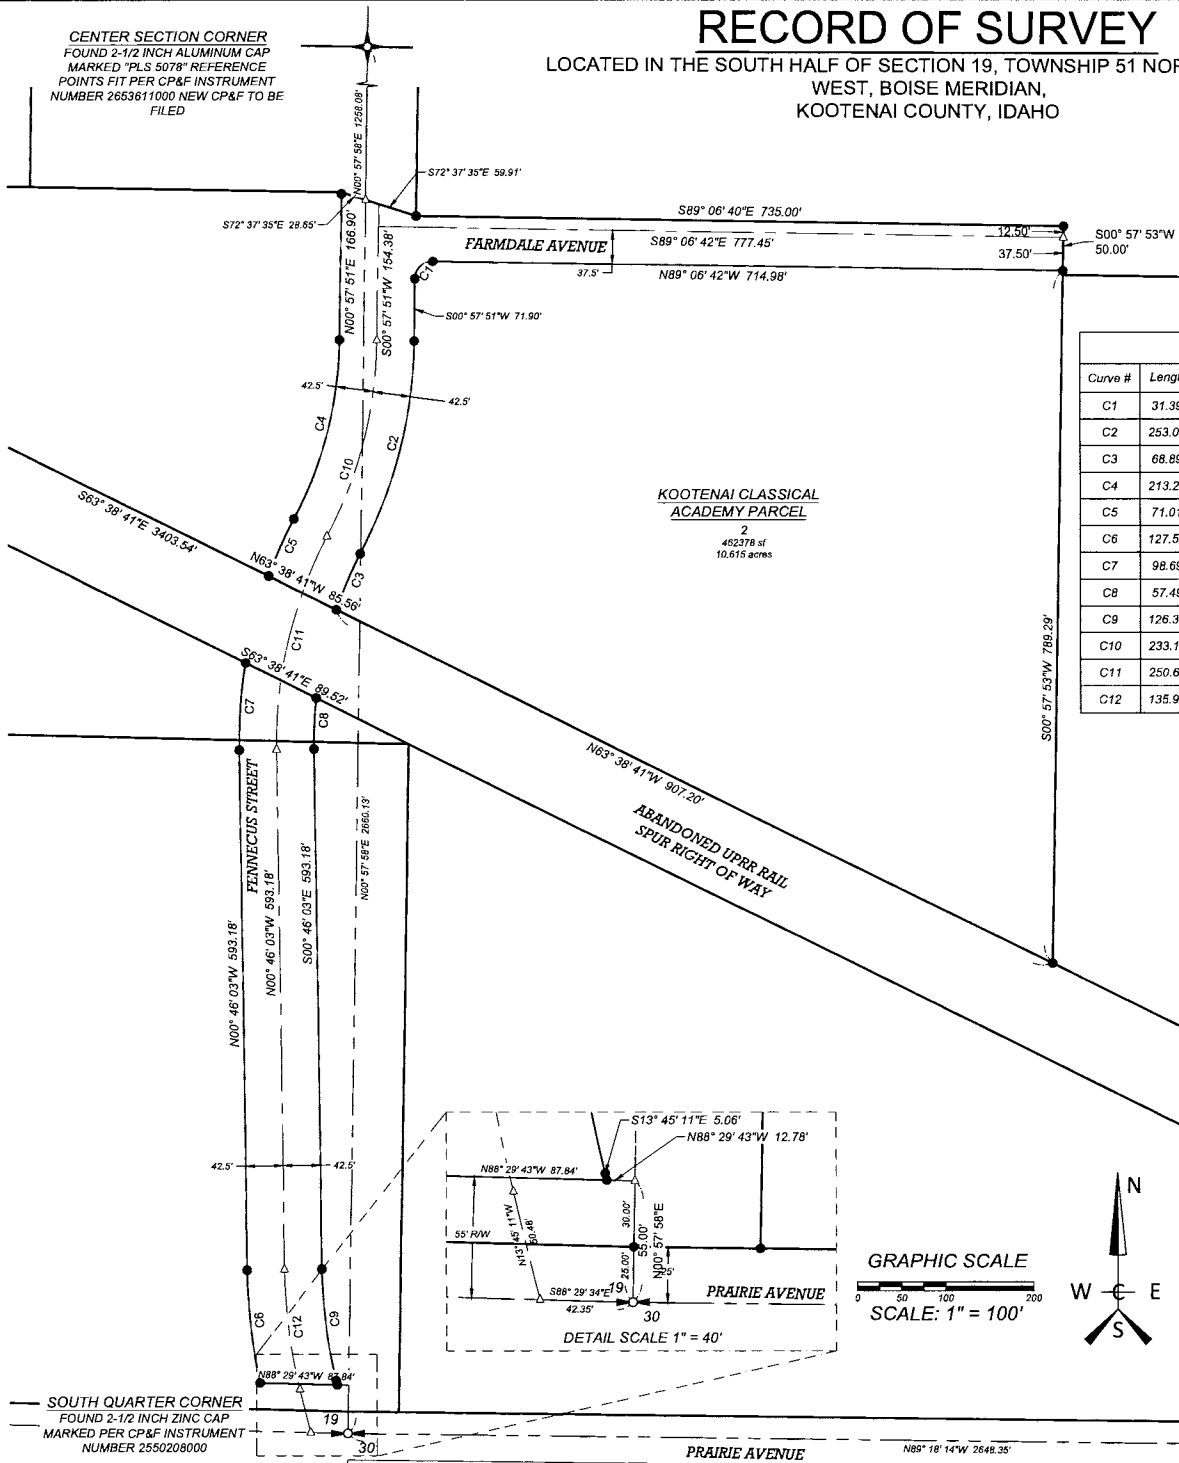 RECORD OF SURVEY
LOCATED IN THE SOUTH HALF OF SECTION 19, TOWNSHIP 51 NOR
WEST, BOISE MERIDIAN,
KOOTENAI COUNTY, IDAHO
CENTER SECTION CORNER
FOUND 2-1/2 INCH ALUMINUM CAP
MARKED "PLS 5078" REFERENCE
POINTS FIT PER CP&F INSTRUMENT
NUMBER 2653611000 NEW CP&F TO BE
FILED
N00° 57' 58"E 1258.08'
S72° 37' 35"E 59.91'
S72° 37' 35"E 28.65'
S89° 06' 40"E 735.00'
FARMDALE AVENUE
S89° 06' 42"E 777.45'
12.50'
37.50'
S00° 57' 53"W
50.00'
37.5'
N89° 06' 42"W 714.98'
N00° 57' 51"E 166.90'
S00° 57' 51"W 154.38'
C1
S00° 57' 51"W 71.90'
42.5'
42.5'
C4
C2
C10
C5
C3
Curve #
Lengt
C1 31.39
C2 253.0
C3 68.89
C4 213.2
C5 71.01
C6 127.5
C7 98.69
C8 57.49
C9 126.3
C10 233.1
C11 250.6
C12 135.9
KOOTENAI CLASSICAL
ACADEMY PARCEL
2
462378 sf
10.615 acres
S63° 38' 41"E 3403.54'
N63° 38' 41"W 85.56'
C11
S63° 38' 41"E 89.52'
C7
C8
S00° 57' 53"W 789.29'
N63° 38' 41"W 907.20'
ABANDONED UPRR RAIL
SPUR RIGHT OF WAY
FENNECUS STREET
N00° 46' 03"W 593.18'
N00° 46' 03"W 593.18'
S00° 46' 03"E 593.18'
N00° 57' 58"E 2660.13'
42.5'
42.5'
C6
C12
C9
N88° 29' 43"W 87.84'
S13° 45' 11"E 5.06'
N88° 29' 43"W 12.78'
N88° 29' 43"W 87.84'
55' R/W
N13° 45' 11"W
50.48'
30.00'
25.00'
55.00'
N00° 57' 58"E
25'
S88° 29' 34"E
42.35'
19
30
PRAIRIE AVENUE
DETAIL SCALE 1" = 40'
GRAPHIC SCALE
0 50 100 200
SCALE: 1" = 100'
N
W C E
S
SOUTH QUARTER CORNER
FOUND 2-1/2 INCH ZINC CAP
MARKED PER CP&F INSTRUMENT
NUMBER 2550208000
19
30
PRAIRIE AVENUE
N89° 18' 14"W 2648.35'